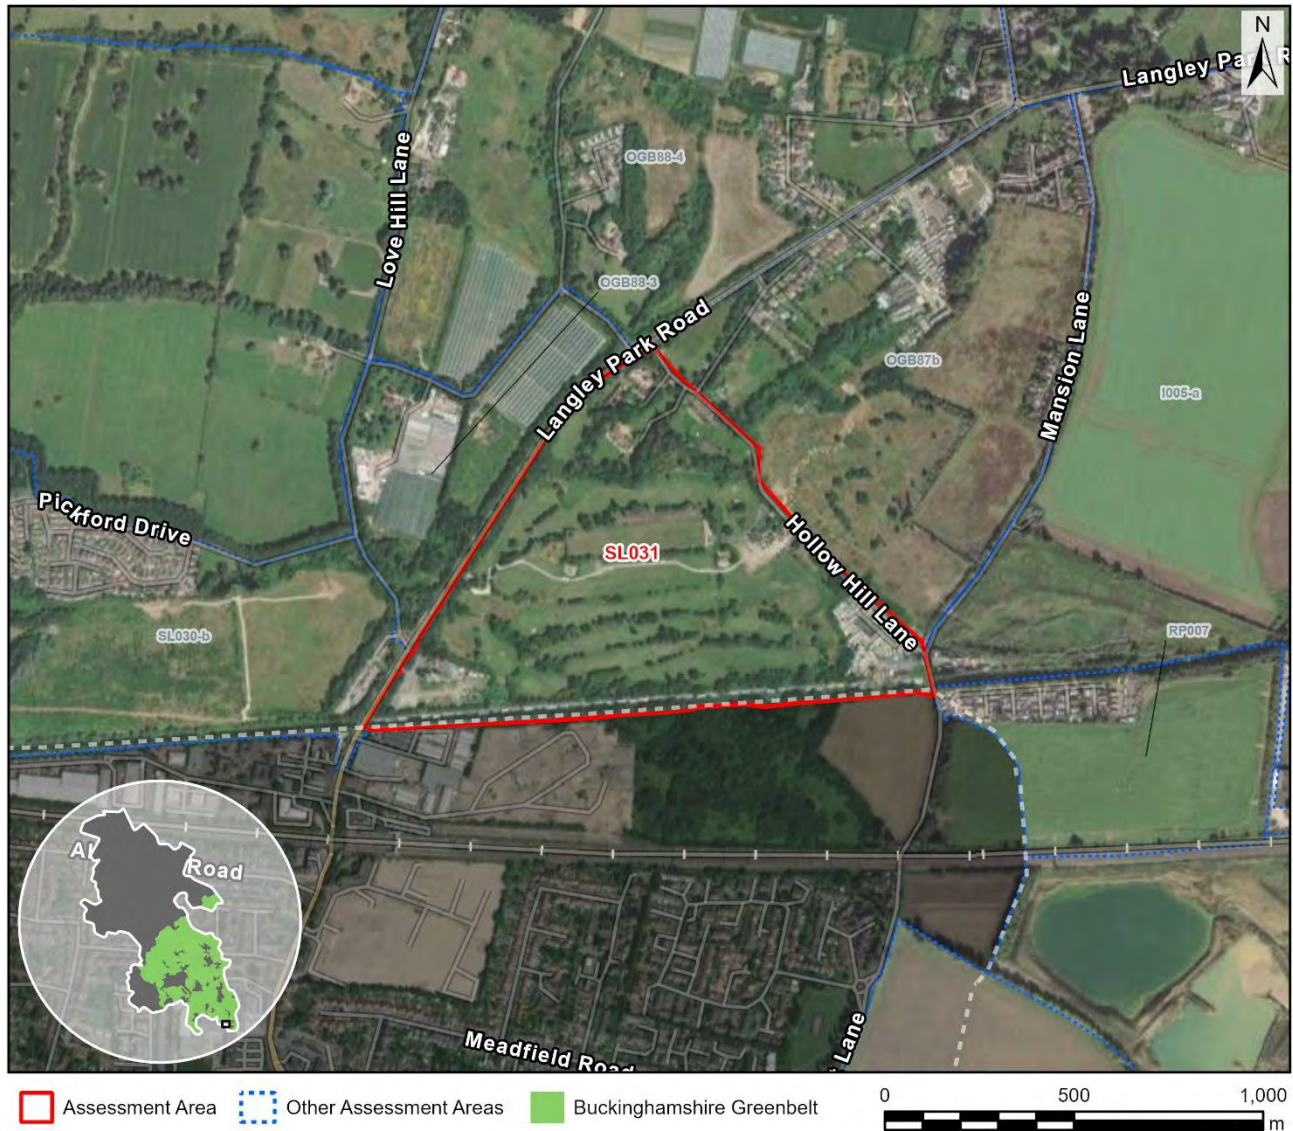 N
Langley Park R
Love Hill Lane
OGB88-4
OGB88-3
Langley Park Road
OGB87b
Mansion Lane
I005-a
Pickford Drive
SL031
Hollow Hill Lane
SL030-b
RP007
Al
Road
Meadfield Road
Lane
Assessment Area
Other Assessment Areas
Buckinghamshire Greenbelt
0 500 1,000
m